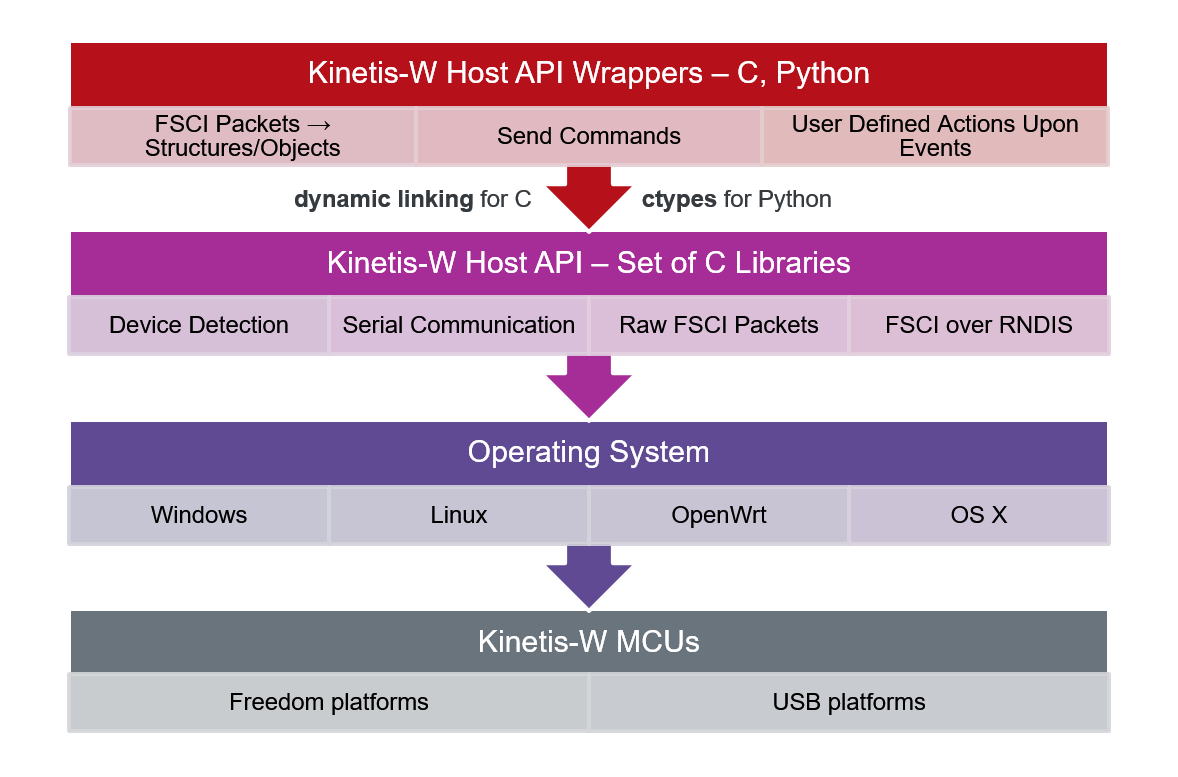 Kinetis-W Host API Wrappers – C, Python
FSCI Packets →
Structures/Objects
Send Commands
User Defined Actions Upon
Events
dynamic linking for C
ctypes for Python
Kinetis-W Host API – Set of C Libraries
Device Detection
Serial Communication
Raw FSCI Packets
FSCI over RNDIS
Operating System
Windows
Linux
OpenWrt
OS X
Kinetis-W MCUs
Freedom platforms
USB platforms